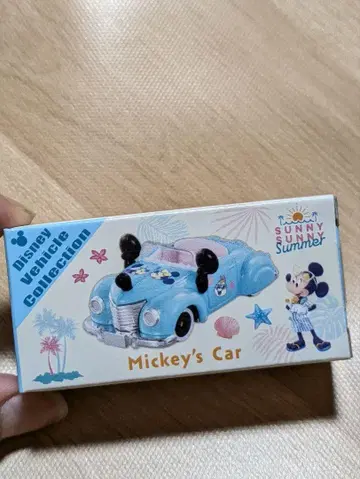 Disney
Vehicle
Collection
SUNNY
SUNNY
Summer
Mickey's Car